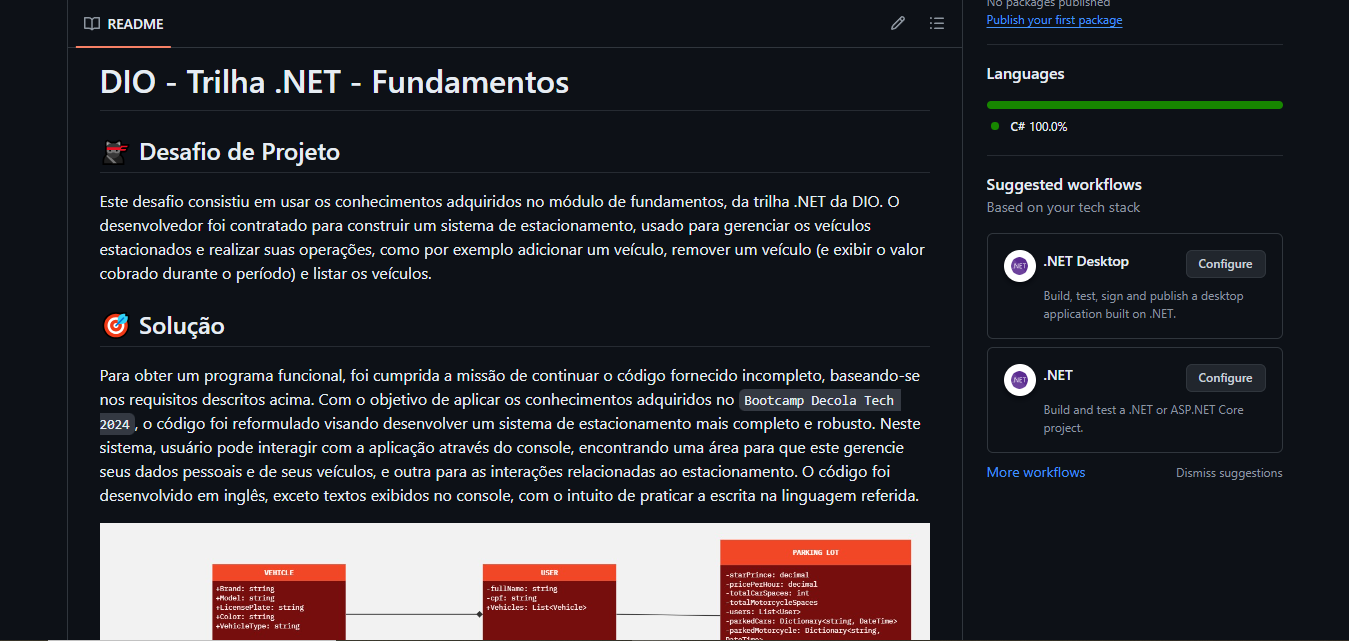 README
DIO - Trilha .NET - Fundamentos
Desafio de Projeto
Este desafio consistiu em usar os conhecimentos adquiridos no módulo de fundamentos, da trilha .NET da DIO. O
desenvolvedor foi contratado para construir um sistema de estacionamento, usado para gerenciar os veículos
estacionados e realizar suas operações, como por exemplo adicionar um veículo, remover um veículo (e exibir o valor
cobrado durante o período) e listar os veículos.
Solução
Para obter um programa funcional, foi cumprida a missão de continuar o código fornecido incompleto, baseando-se
nos requisitos descritos acima. Com o objetivo de aplicar os conhecimentos adquiridos no Bootcamp Decola Tech
2024, o código foi reformulado visando desenvolver um sistema de estacionamento mais completo e robusto. Neste
sistema, usuário pode interagir com a aplicação através do console, encontrando uma área para que este gerencie
seus dados pessoais e de seus veículos, e outra para as interações relacionadas ao estacionamento. O código foi
desenvolvido em inglês, exceto textos exibidos no console, com o intuito de praticar a escrita na linguagem referida.
VEHICLE
+Brand: string
+Model: string
+LicensePlate: string
+Color: string
+VehicleType: string
USER
-fullName: string
-cpf: string
+Vehicles: List<Vehicle>
PARKING LOT
-starPrince: decimal
-pricePerHour: decimal
-totalCarSpaces: int
-totalMotorcycleSpaces
-users: List<User>
-parkedCars: Dictionary<string, DateTime>
-parkedMotorcycle: Dictionary<string,
DateTime>
No packages published
Publish your first package
Languages
C# 100.0%
Suggested workflows
Based on your tech stack
.NET
.NET Desktop
Configure
Build, test, sign and publish a desktop
application built on .NET.
.NET
.NET
Configure
Build and test a .NET or ASP.NET Core
project.
More workflows
Dismiss suggestions